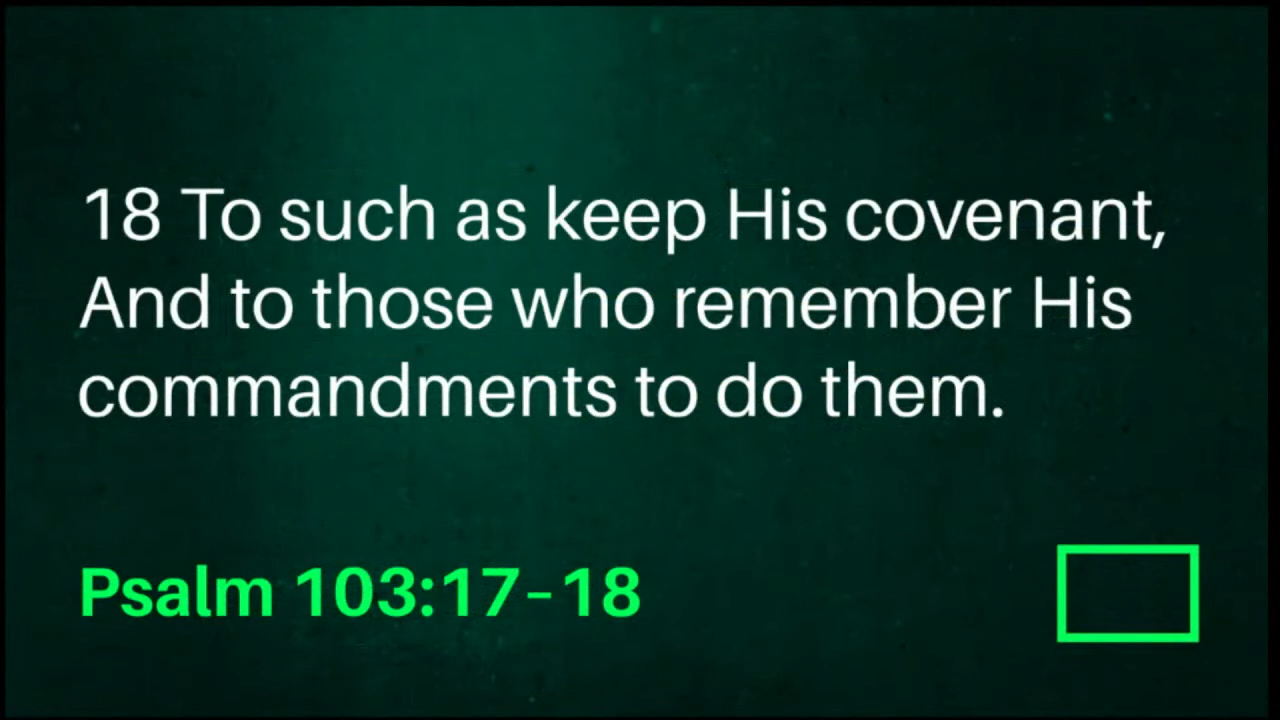 18 To such as keep His covenant,
And to those who remember His
commandments to do them.
Psalm 103:17-18